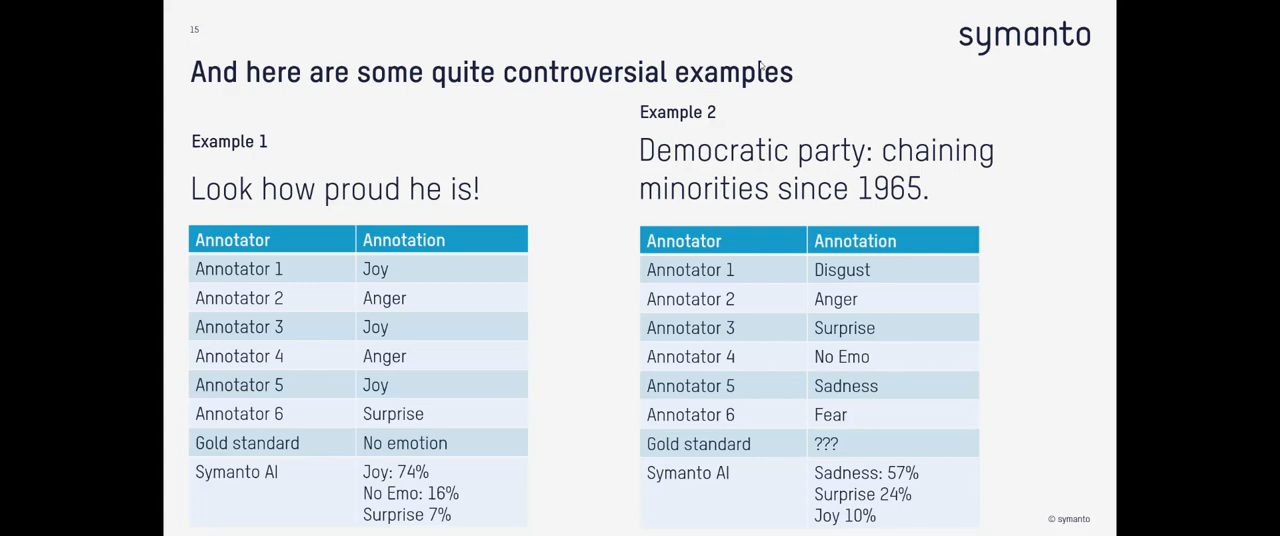 15
symanto
And here are some quite controversial examples
Example 1
Look how proud he is!
Annotator Annotation
Annotator 1 Joy
Annotator 2 Anger
Annotator 3 Joy
Annotator 4 Anger
Annotator 5 Joy
Annotator 6 Surprise
Gold standard No emotion
Symanto AI Joy: 74%
No Emo: 16%
Surprise 7%
Example 2
Democratic party: chaining
minorities since 1965.
Annotator Annotation
Annotator 1 Disgust
Annotator 2 Anger
Annotator 3 Surprise
Annotator 4 No Emo
Annotator 5 Sadness
Annotator 6 Fear
Gold standard ???
Symanto AI Sadness: 57%
Surprise 24%
Joy 10%
© symanto